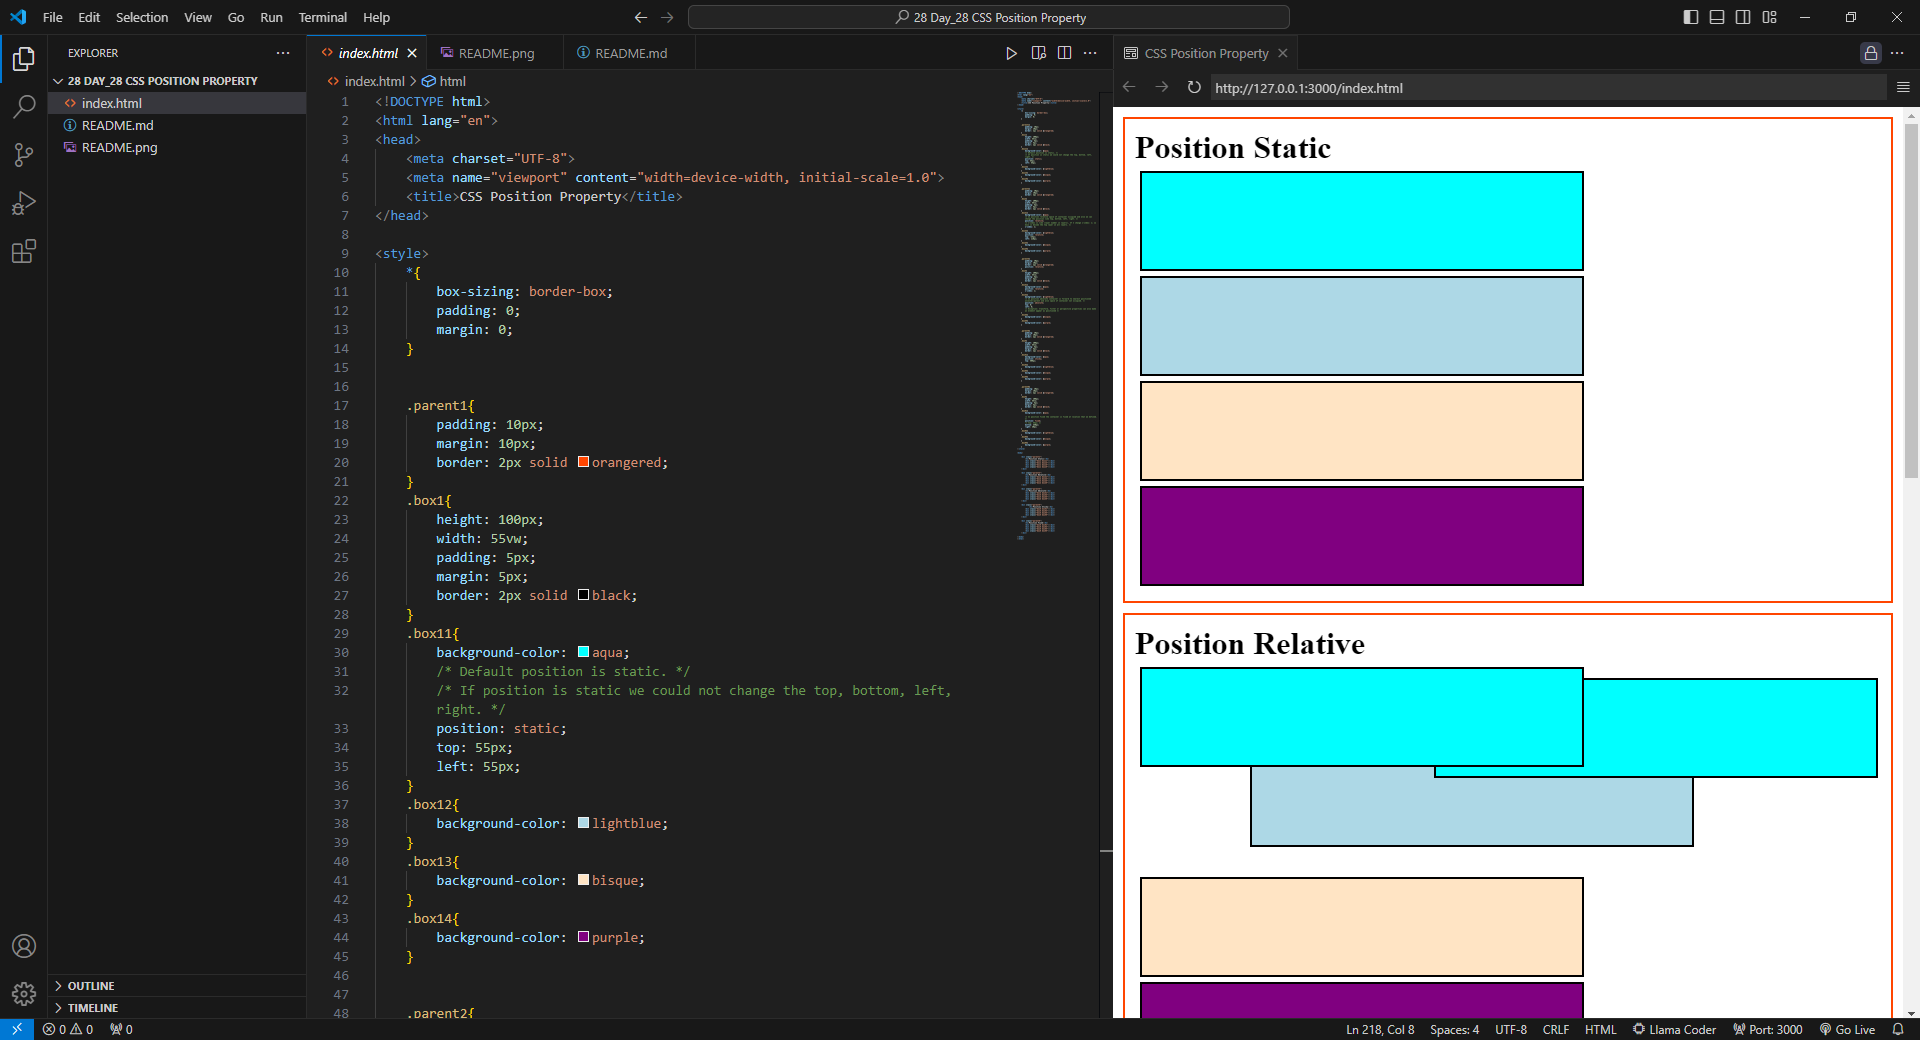 File Edit Selection View Go Run Terminal Help
28 Day_28 CSS Position Property
EXPLORER
28 DAY_28 CSS POSITION PROPERTY
index.html
README.md
README.png
OUTLINE
TIMELINE
index.html README.png README.md
index.html > html
1 <!DOCTYPE html>
2 <html lang="en">
3 <head>
4 <meta charset="UTF-8">
5 <meta name="viewport" content="width=device-width, initial-scale=1.0">
6 <title>CSS Position Property</title>
7 </head>
8
9 <style>
10 *{
11 box-sizing: border-box;
12 padding: 0;
13 margin: 0;
14 }
15
16
17 .parent1{
18 padding: 10px;
19 margin: 10px;
20 border: 2px solid orangered;
21 }
22 .box1{
23 height: 100px;
24 width: 55vw;
25 padding: 5px;
26 margin: 5px;
27 border: 2px solid black;
28 }
29 .box11{
30 background-color: aqua;
31 /* Default position is static. */
32 /* If position is static we could not change the top, bottom, left,
right. */
33 position: static;
34 top: 55px;
35 left: 55px;
36 }
37 .box12{
38 background-color: lightblue;
39 }
40 .box13{
41 background-color: bisque;
42 }
43 .box14{
44 background-color: purple;
45 }
46
47
48 .parent2{
CSS Position Property
http://127.0.0.1:3000/index.html
Position Static
Position Relative
0 0 0
Ln 218, Col 8 Spaces: 4 UTF-8 CRLF HTML Llama Coder Port: 3000 Go Live